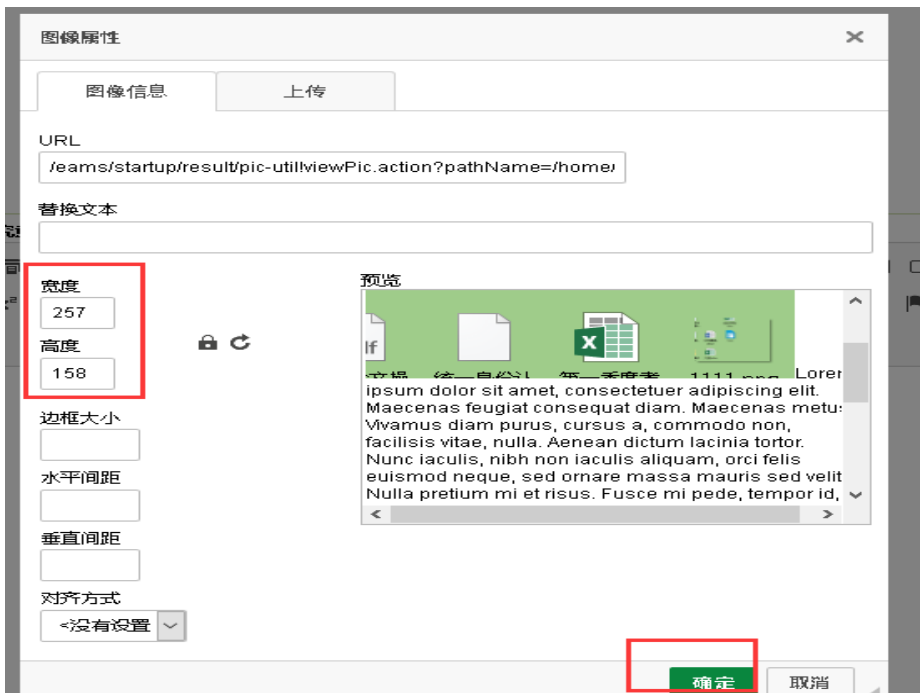 图像属性
图像信息
上传
URL
/eams/startup/result/pic-util!viewPic.action?pathName=/home/
替换文本
宽度
257
高度
158
边框大小
水平间距
垂直间距
对齐方式
<没有设置
预览
1111.png Lorem
ipsum dolor sit amet, consectetuer adipiscing elit.
Maecenas feugiat consequat diam. Maecenas metus
Vivamus diam purus, cursus a, commodo non,
facilisis vitae, nulla. Aenean dictum lacinia tortor.
Nunc iaculis, nibh non iaculis aliquam, orci felis
euismod neque, sed ornare massa mauris sed velit
Nulla pretium mi et risus. Fusce mi pede, tempor id,
确定
取消